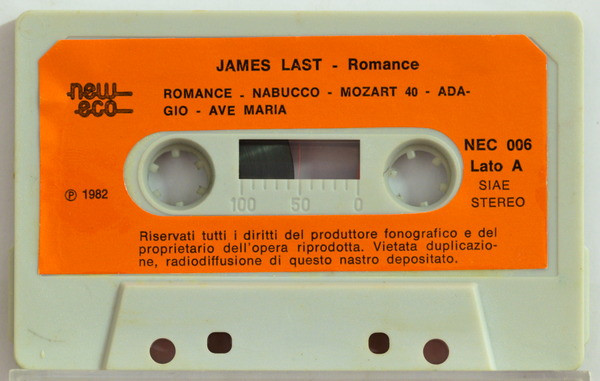 JAMES LAST - Romance
new
eco
ROMANCE - NABUCCO - MOZART 40 - ADA-
GIO - AVE MARIA
NEC 006
Lato A
SIAE
STEREO
℗ 1982
100 50 0
Riservati tutti i diritti del produttore fonografico e del
proprietario dell'opera riprodotta. Vietata duplicazio-
ne, radiodiffusione di questo nastro depositato.